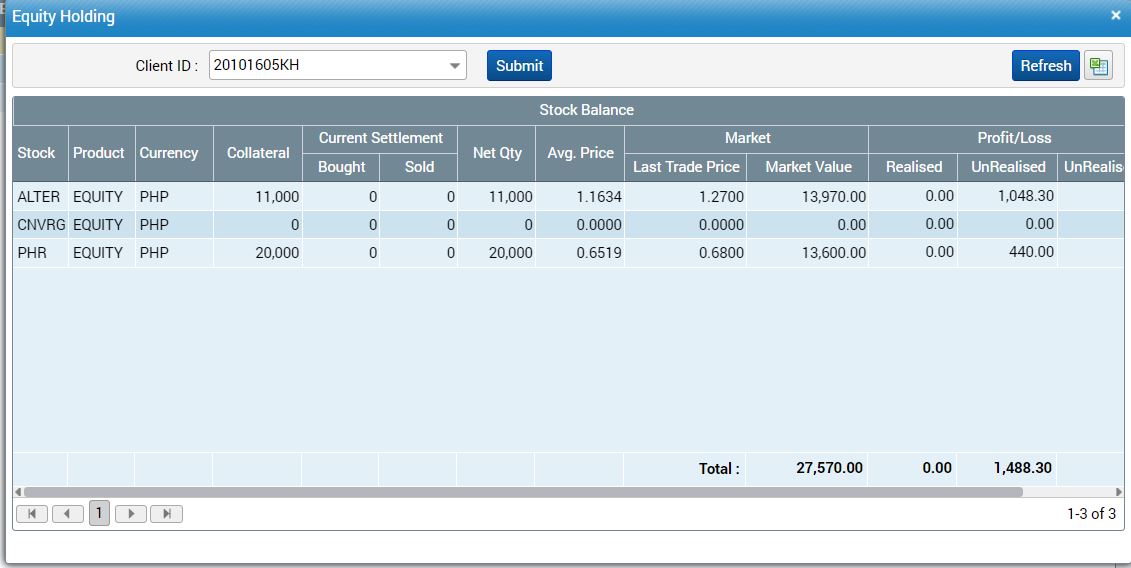 Equity Holding ×
Client ID : 20101605KH Submit Refresh
Stock Balance
Stock Product Currency Collateral Current Settlement Net Qty Avg. Price Market Profit/Loss
Bought Sold Last Trade Price Market Value Realised UnRealised UnRealis
ALTER EQUITY PHP 11,000 0 0 11,000 1.1634 1.2700 13,970.00 0.00 1,048.30
CNVRG EQUITY PHP 0 0 0 0 0.0000 0.0000 0.00 0.00 0.00
PHR EQUITY PHP 20,000 0 0 20,000 0.6519 0.6800 13,600.00 0.00 440.00
Total : 27,570.00 0.00 1,488.30
1 1-3 of 3